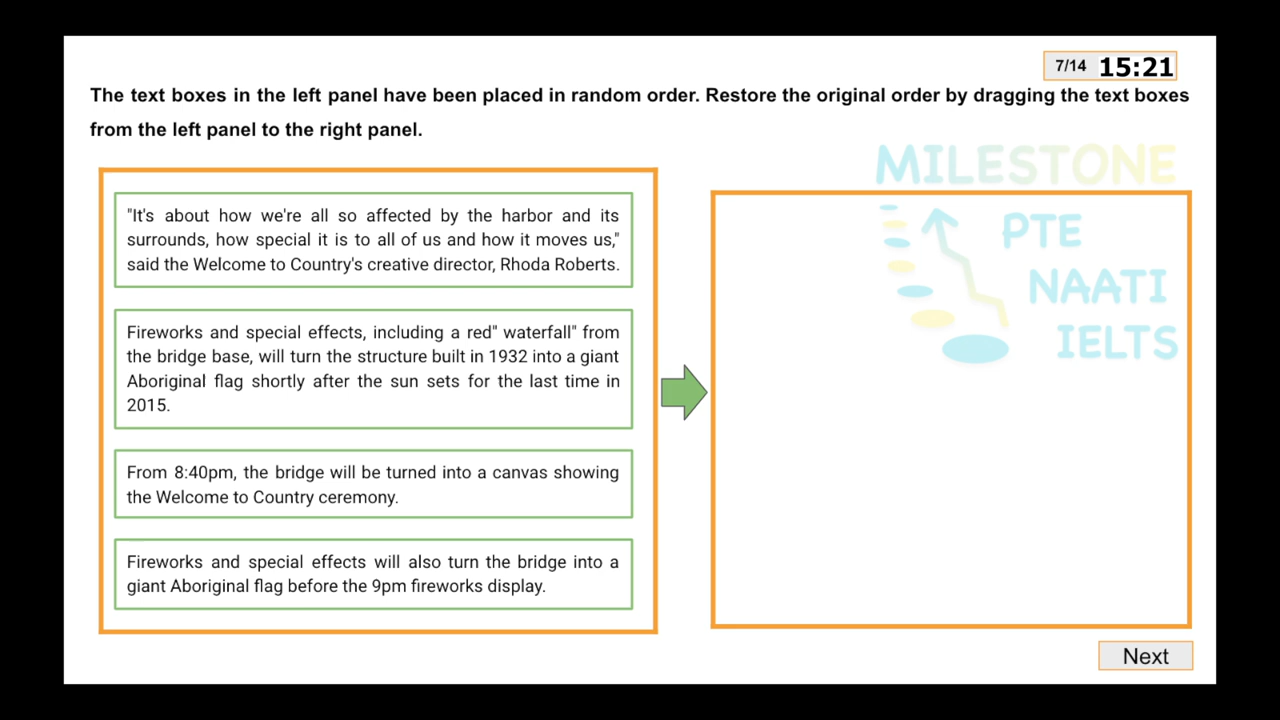 7/14 15:21
The text boxes in the left panel have been placed in random order. Restore the original order by dragging the text boxes
from the left panel to the right panel.
MILESTONE
PTE
NAATI
IELTS
"It's about how we're all so affected by the harbor and its
surrounds, how special it is to all of us and how it moves us,"
said the Welcome to Country's creative director, Rhoda Roberts.
Fireworks and special effects, including a red" waterfall" from
the bridge base, will turn the structure built in 1932 into a giant
Aboriginal flag shortly after the sun sets for the last time in
2015.
From 8:40pm, the bridge will be turned into a canvas showing
the Welcome to Country ceremony.
Fireworks and special effects will also turn the bridge into a
giant Aboriginal flag before the 9pm fireworks display.
Next